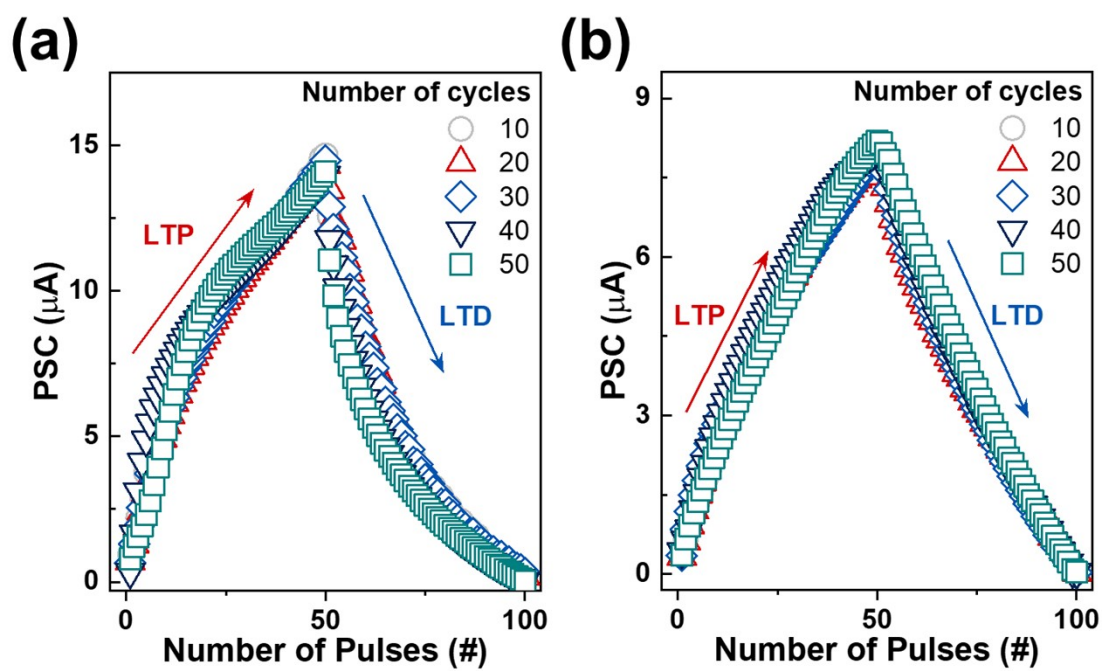 (a)
Number of cycles
10
20
30
40
50
LTP
LTD
PSC (μA)
15
10
5
0
0
50
100
Number of Pulses (#)
(b)
Number of cycles
10
20
30
40
50
LTP
LTD
PSC (μA)
9
6
3
0
0
50
100
Number of Pulses (#)